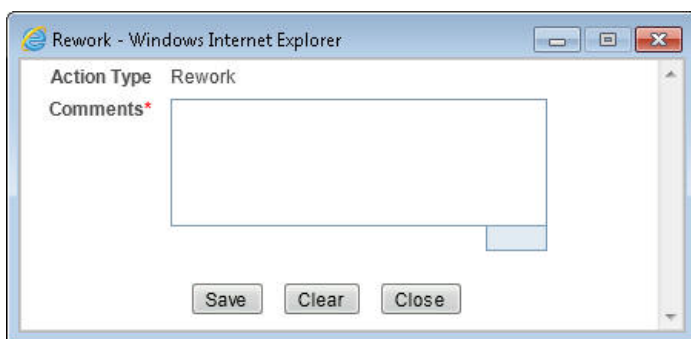 Rework - Windows Internet Explorer
Action Type Rework
Comments*
Save Clear Close